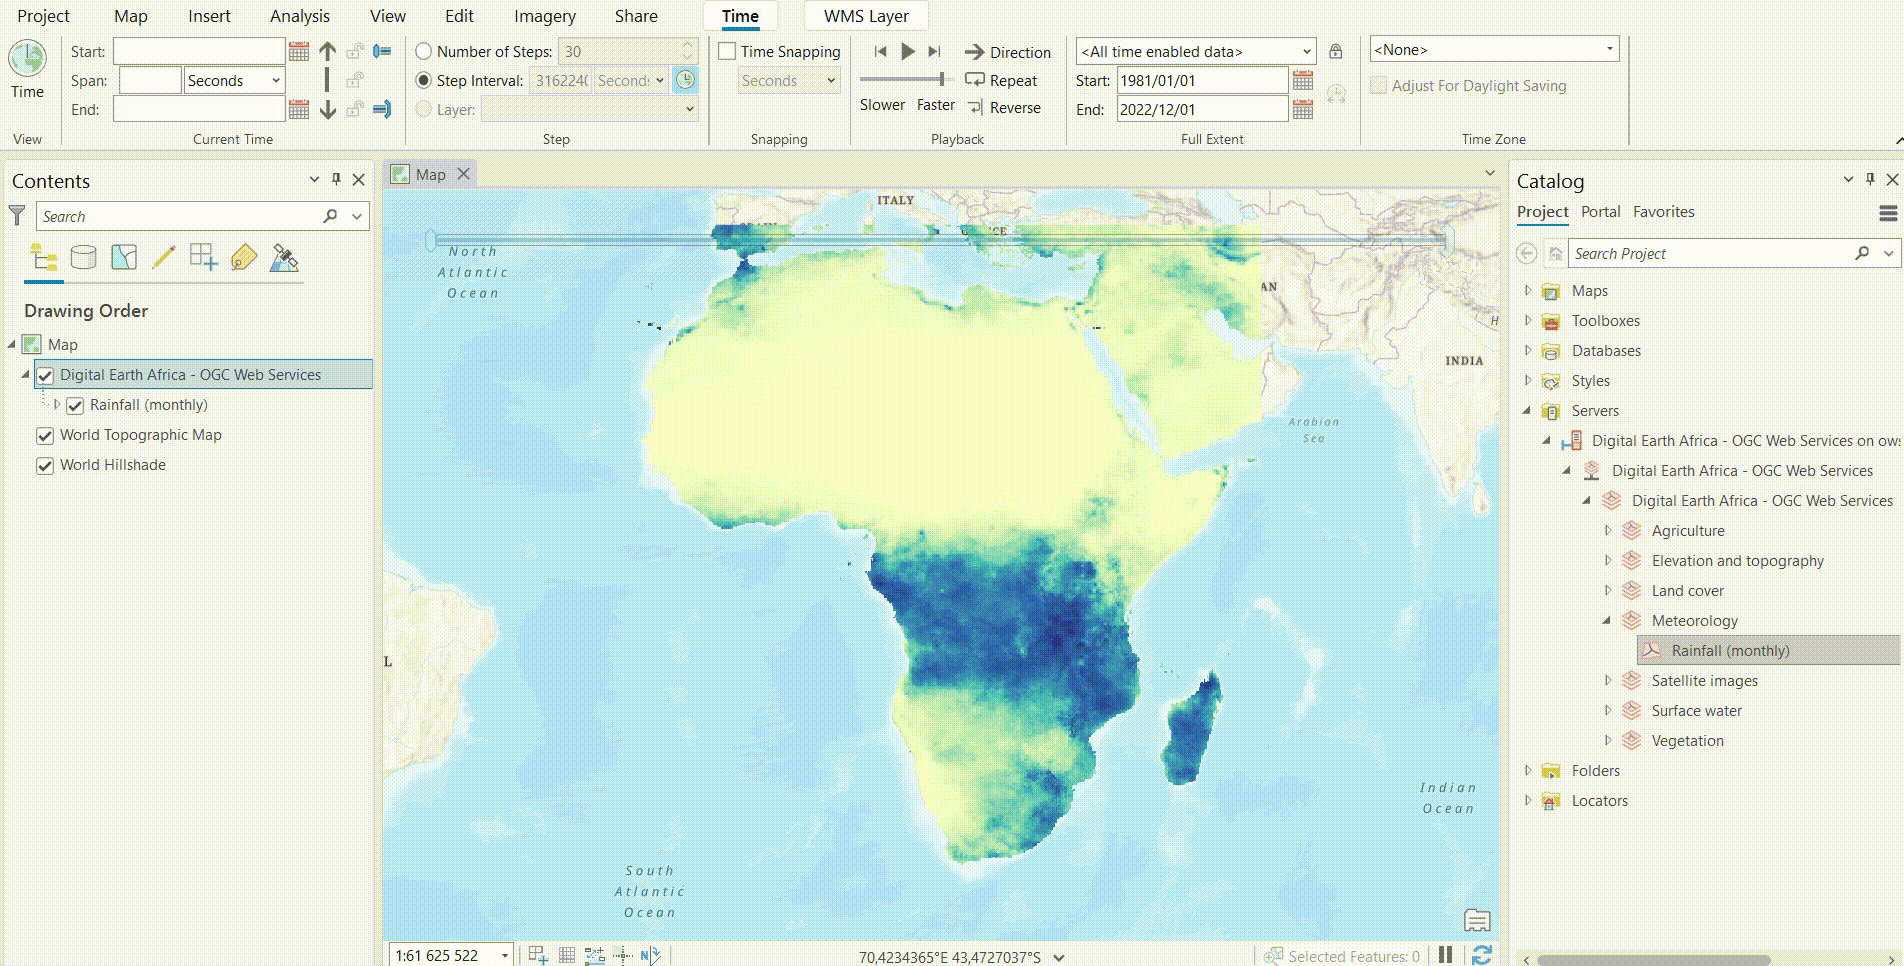 Project Map Insert Analysis View Edit Imagery Share Time WMS Layer
Time
View
Start:
Span: Seconds
End:
Current Time
Number of Steps: 30
Step Interval: Seconds
Layer:
Step
Time Snapping
Seconds
Snapping
Direction
Repeat
Slower Faster Reverse
Playback
<All time enabled data>
Start: 1981/01/01
End: 2022/12/01
Full Extent
<None>
Adjust For Daylight Saving
Time Zone
Contents
Search
Drawing Order
Map
Digital Earth Africa - OGC Web Services
Rainfall (monthly)
World Topographic Map
World Hillshade
Map
ITALY
North
Atlantic
Ocean
AN
H
INDIA
Arabian
Sea
L
Indian
Ocean
South
Atlantic
Ocean
1:61 625 522
70,4234365°E 43,4727037°S
Selected Features: 0
Catalog
Project Portal Favorites
Search Project
Maps
Toolboxes
Databases
Styles
Servers
Digital Earth Africa - OGC Web Services on ows
Digital Earth Africa - OGC Web Services
Digital Earth Africa - OGC Web Services
Agriculture
Elevation and topography
Land cover
Meteorology
Rainfall (monthly)
Satellite images
Surface water
Vegetation
Folders
Locators